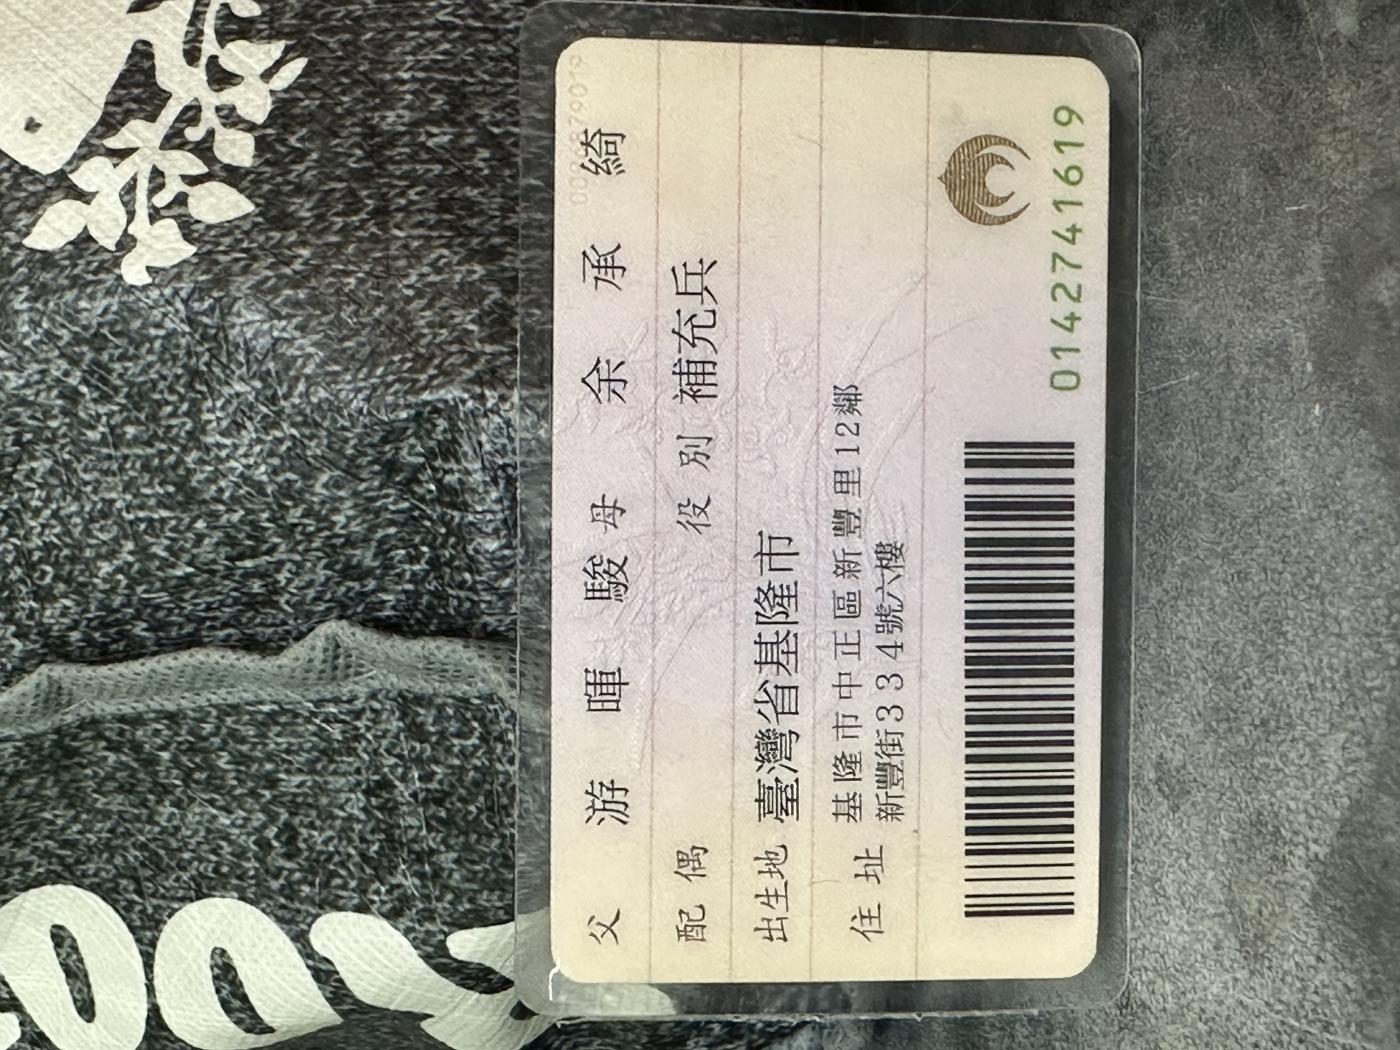 父 游暉駿 母 余承綺
配偶 役別 補充兵
出生地 臺灣省基隆市
住址 基隆市中正區新豐里12鄰
新豐街334號六樓
0142741619